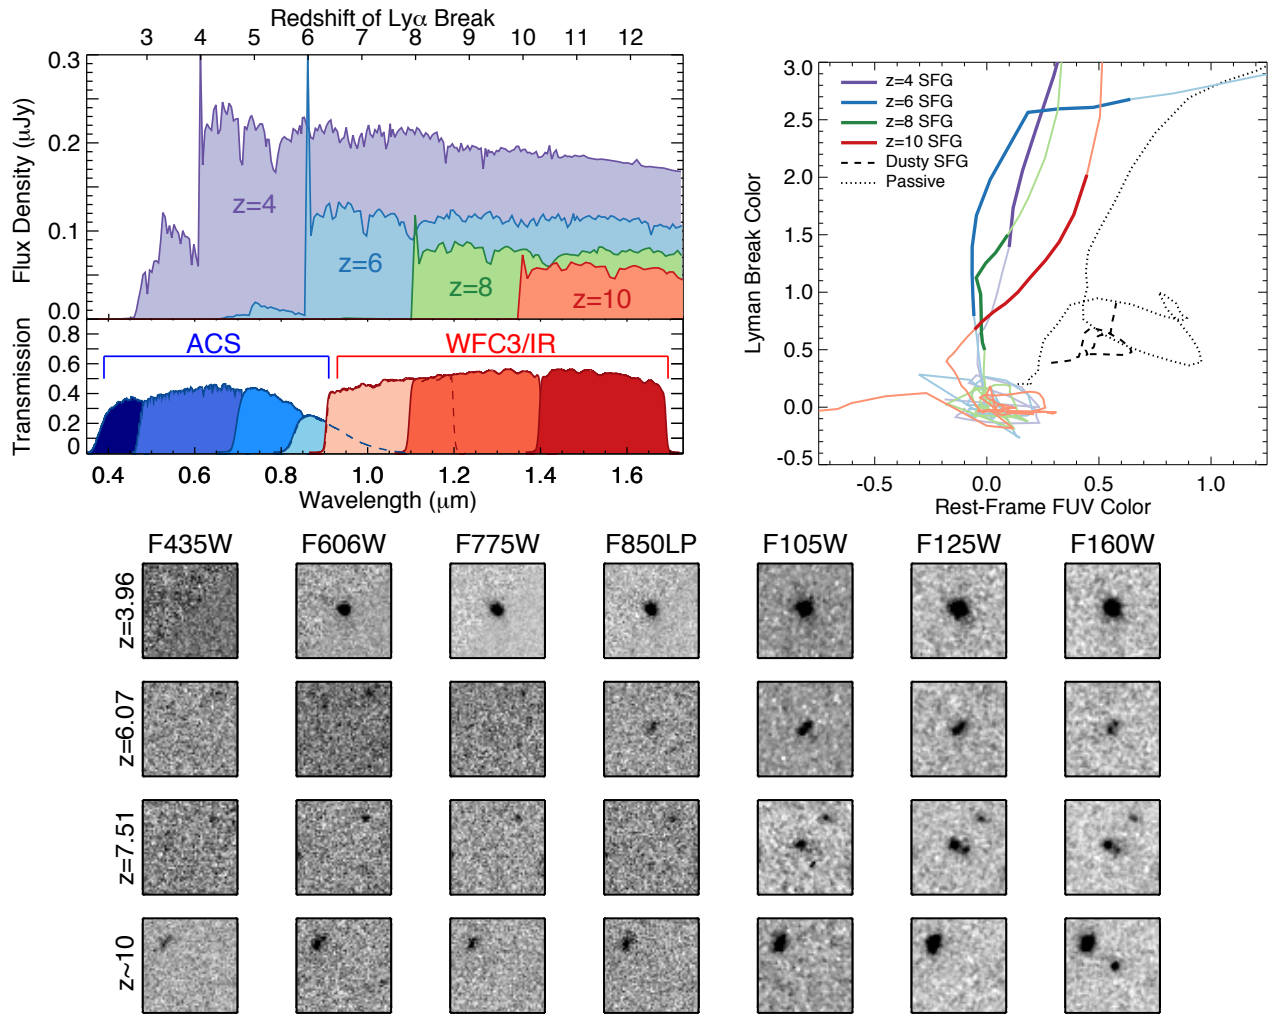 Redshift of Lyα Break
3 4 5 6 7 8 9 10 11 12
Flux Density (μJy)
0.3
0.2
0.1
0.0
z=4
z=6
z=8
z=10
Transmission
0.8
0.6
0.4
0.2
0
ACS
WFC3/IR
0.4 0.6 0.8 1.0 1.2 1.4 1.6
Wavelength (μm)
Lyman Break Color
3.0
2.5
2.0
1.5
1.0
0.5
0.0
-0.5
z=4 SFG
z=6 SFG
z=8 SFG
z=10 SFG
Dusty SFG
Passive
-0.5 0.0 0.5 1.0
Rest-Frame FUV Color
F435W F606W F775W F850LP F105W F125W F160W
z=3.96
z=6.07
z=7.51
z~10